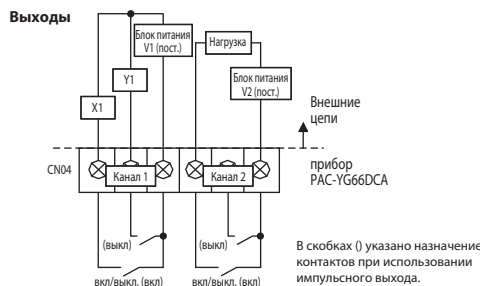 Выходы
Блок питания
V1 (пост.)
Y1
X1
Нагрузка
Блок питания
V2 (пост.)
Внешние
цепи
CN04
Канал 1
Канал 2
прибор
PAC-YG66DCA
(выкл)
(выкл)
вкл/выкл. (вкл)
вкл/выкл. (вкл)
В скобках () указано назначение
контактов при использовании
импульсного выхода.